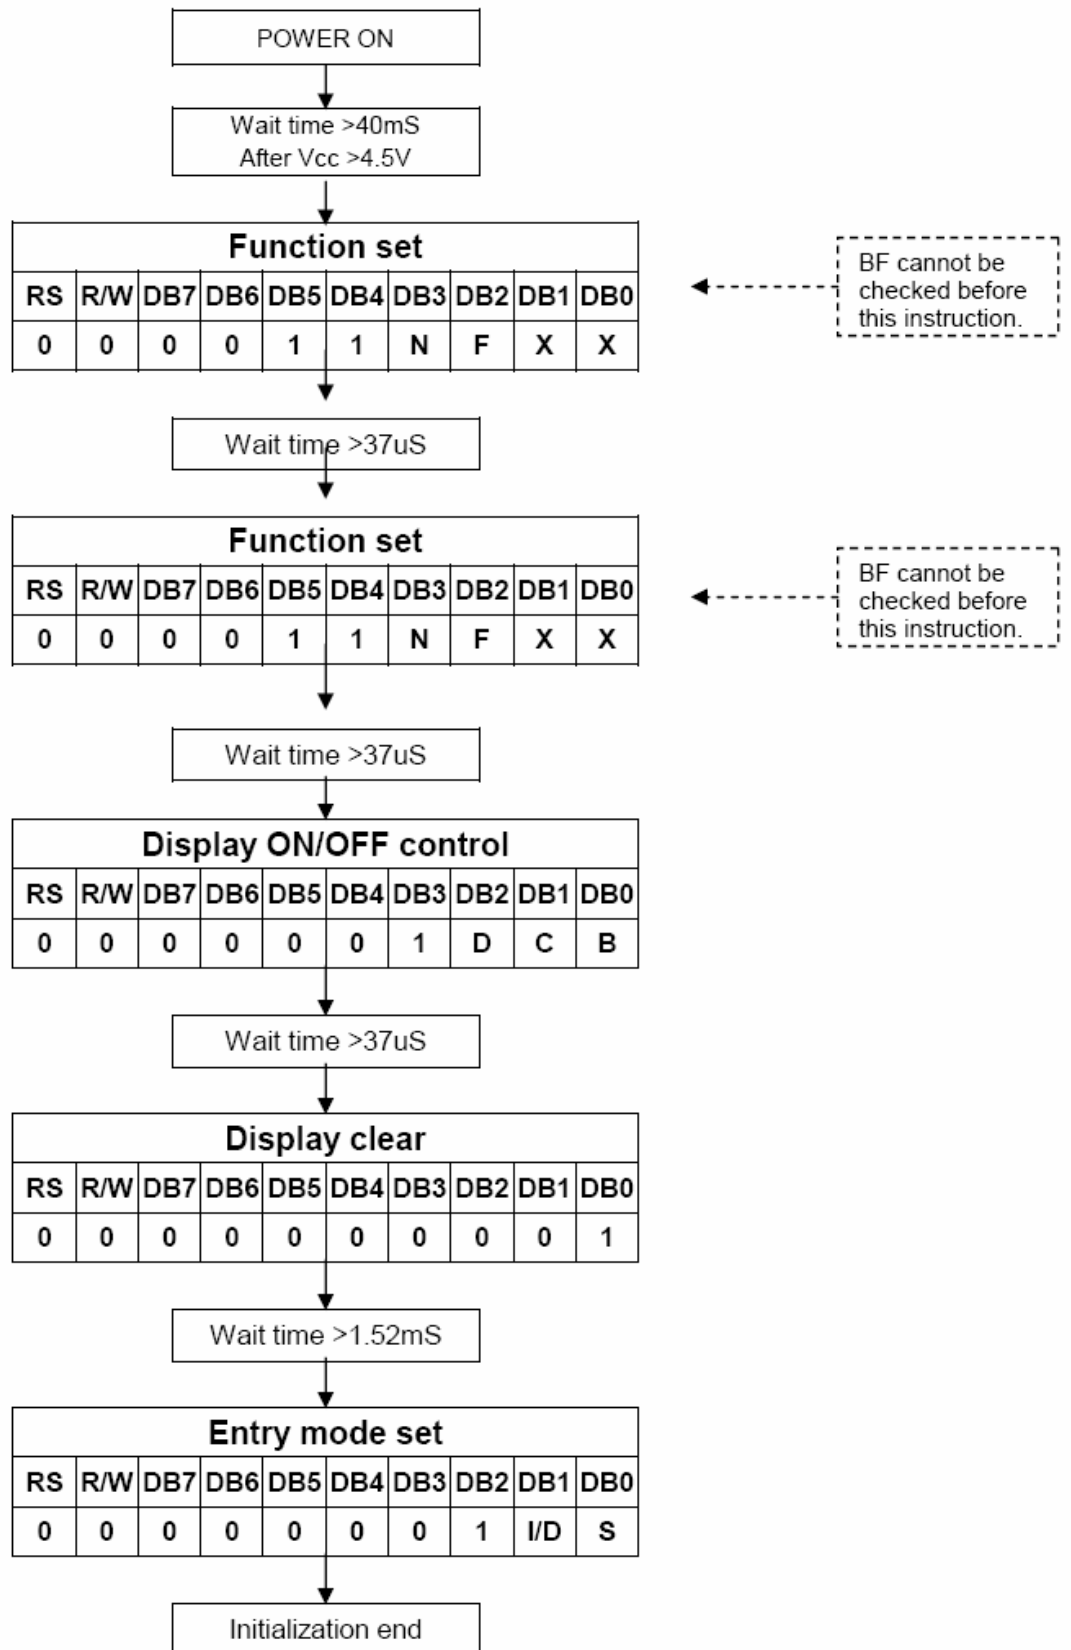 POWER ON
Wait time >40mS
After Vcc >4.5V
Function set
RS R/W DB7 DB6 DB5 DB4 DB3 DB2 DB1 DB0
0 0 0 0 1 1 N F X X
BF cannot be
checked before
this instruction.
Wait time >37uS
Function set
RS R/W DB7 DB6 DB5 DB4 DB3 DB2 DB1 DB0
0 0 0 0 1 1 N F X X
BF cannot be
checked before
this instruction.
Wait time >37uS
Display ON/OFF control
RS R/W DB7 DB6 DB5 DB4 DB3 DB2 DB1 DB0
0 0 0 0 0 0 1 D C B
Wait time >37uS
Display clear
RS R/W DB7 DB6 DB5 DB4 DB3 DB2 DB1 DB0
0 0 0 0 0 0 0 0 0 1
Wait time >1.52mS
Entry mode set
RS R/W DB7 DB6 DB5 DB4 DB3 DB2 DB1 DB0
0 0 0 0 0 0 0 1 I/D S
Initialization end